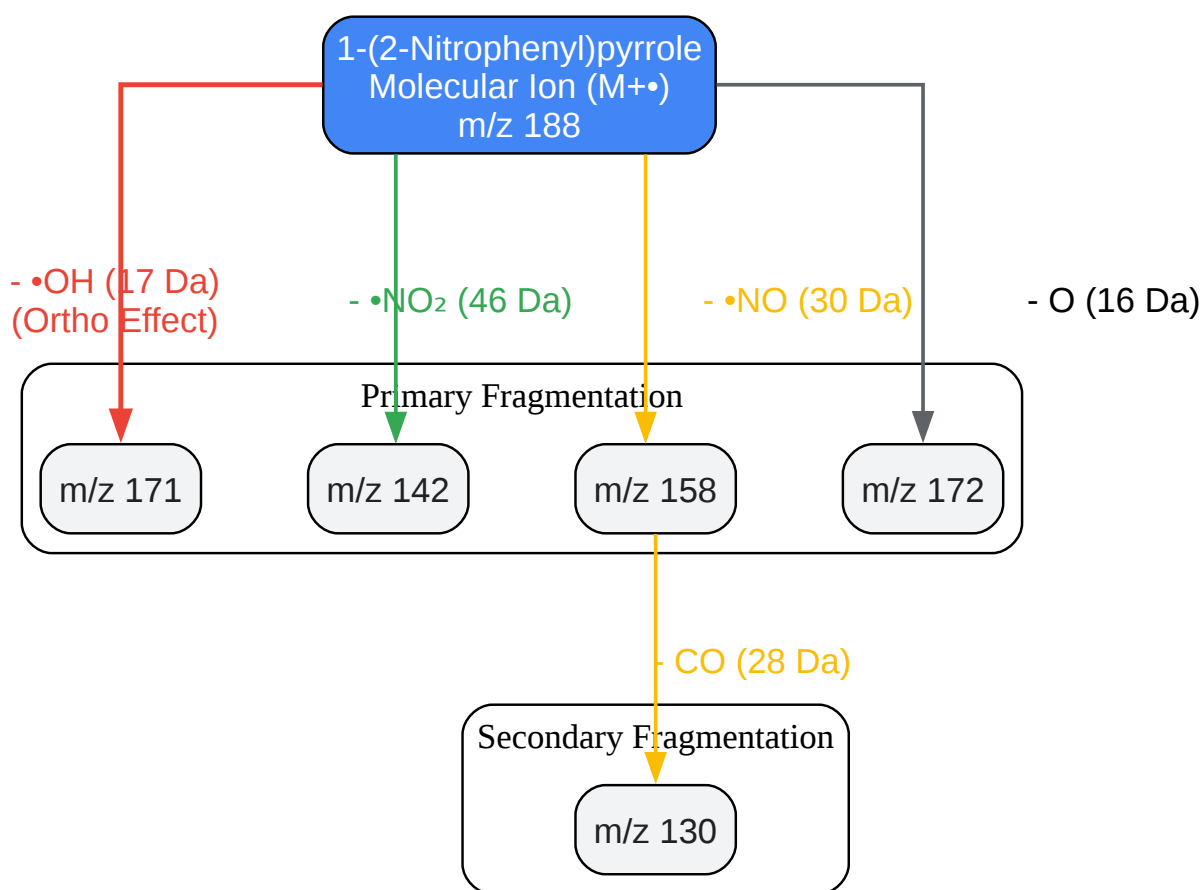 1-(2-Nitrophenyl)pyrrole
Molecular Ion (M+•)
m/z 188
- •OH (17 Da)
(Ortho Effect)
- •NO₂ (46 Da)
- •NO (30 Da)
- O (16 Da)
Primary Fragmentation
m/z 171
m/z 142
m/z 158
m/z 172
- CO (28 Da)
Secondary Fragmentation
m/z 130